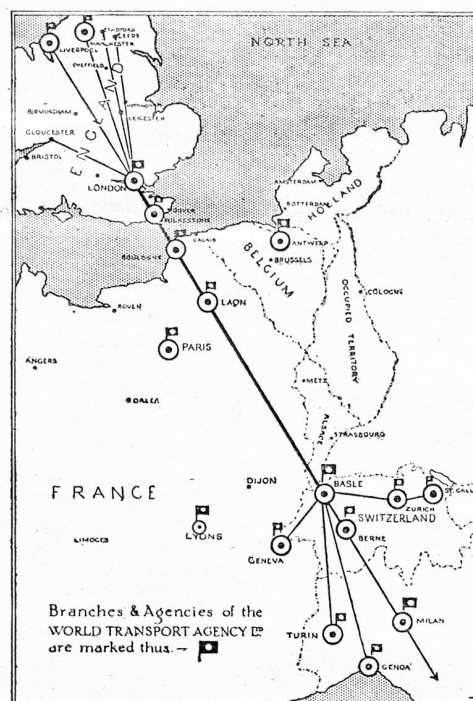 NORTH SEA
BRADFORD
LEEDS
LIVERPOOL
MANCHESTER
SHEFFIELD
ENGLAND
NOTTINGHAM
BIRMINGHAM
LEICESTER
GLOUCESTER
BRISTOL
LONDON
AMSTERDAM
HOLLAND
ROTTERDAM
DOVER
FOLKESTONE
CALAIS
ANTWERP
BOULOGNE
BRUSSELS
BELGIUM
COLOGNE
OCCUPIED TERRITORY
LAON
ROUEN
PARIS
ANGERS
METZ
ALSACE
STRASBOURG
DIJON
BASLE
FRANCE
ZURICH
ST. GALL
SWITZERLAND
LYONS
BERNE
LIMOGES
GENEVA
Branches & Agencies of the
WORLD TRANSPORT AGENCY LTD
are marked thus.–
MILAN
TURIN
GENOA